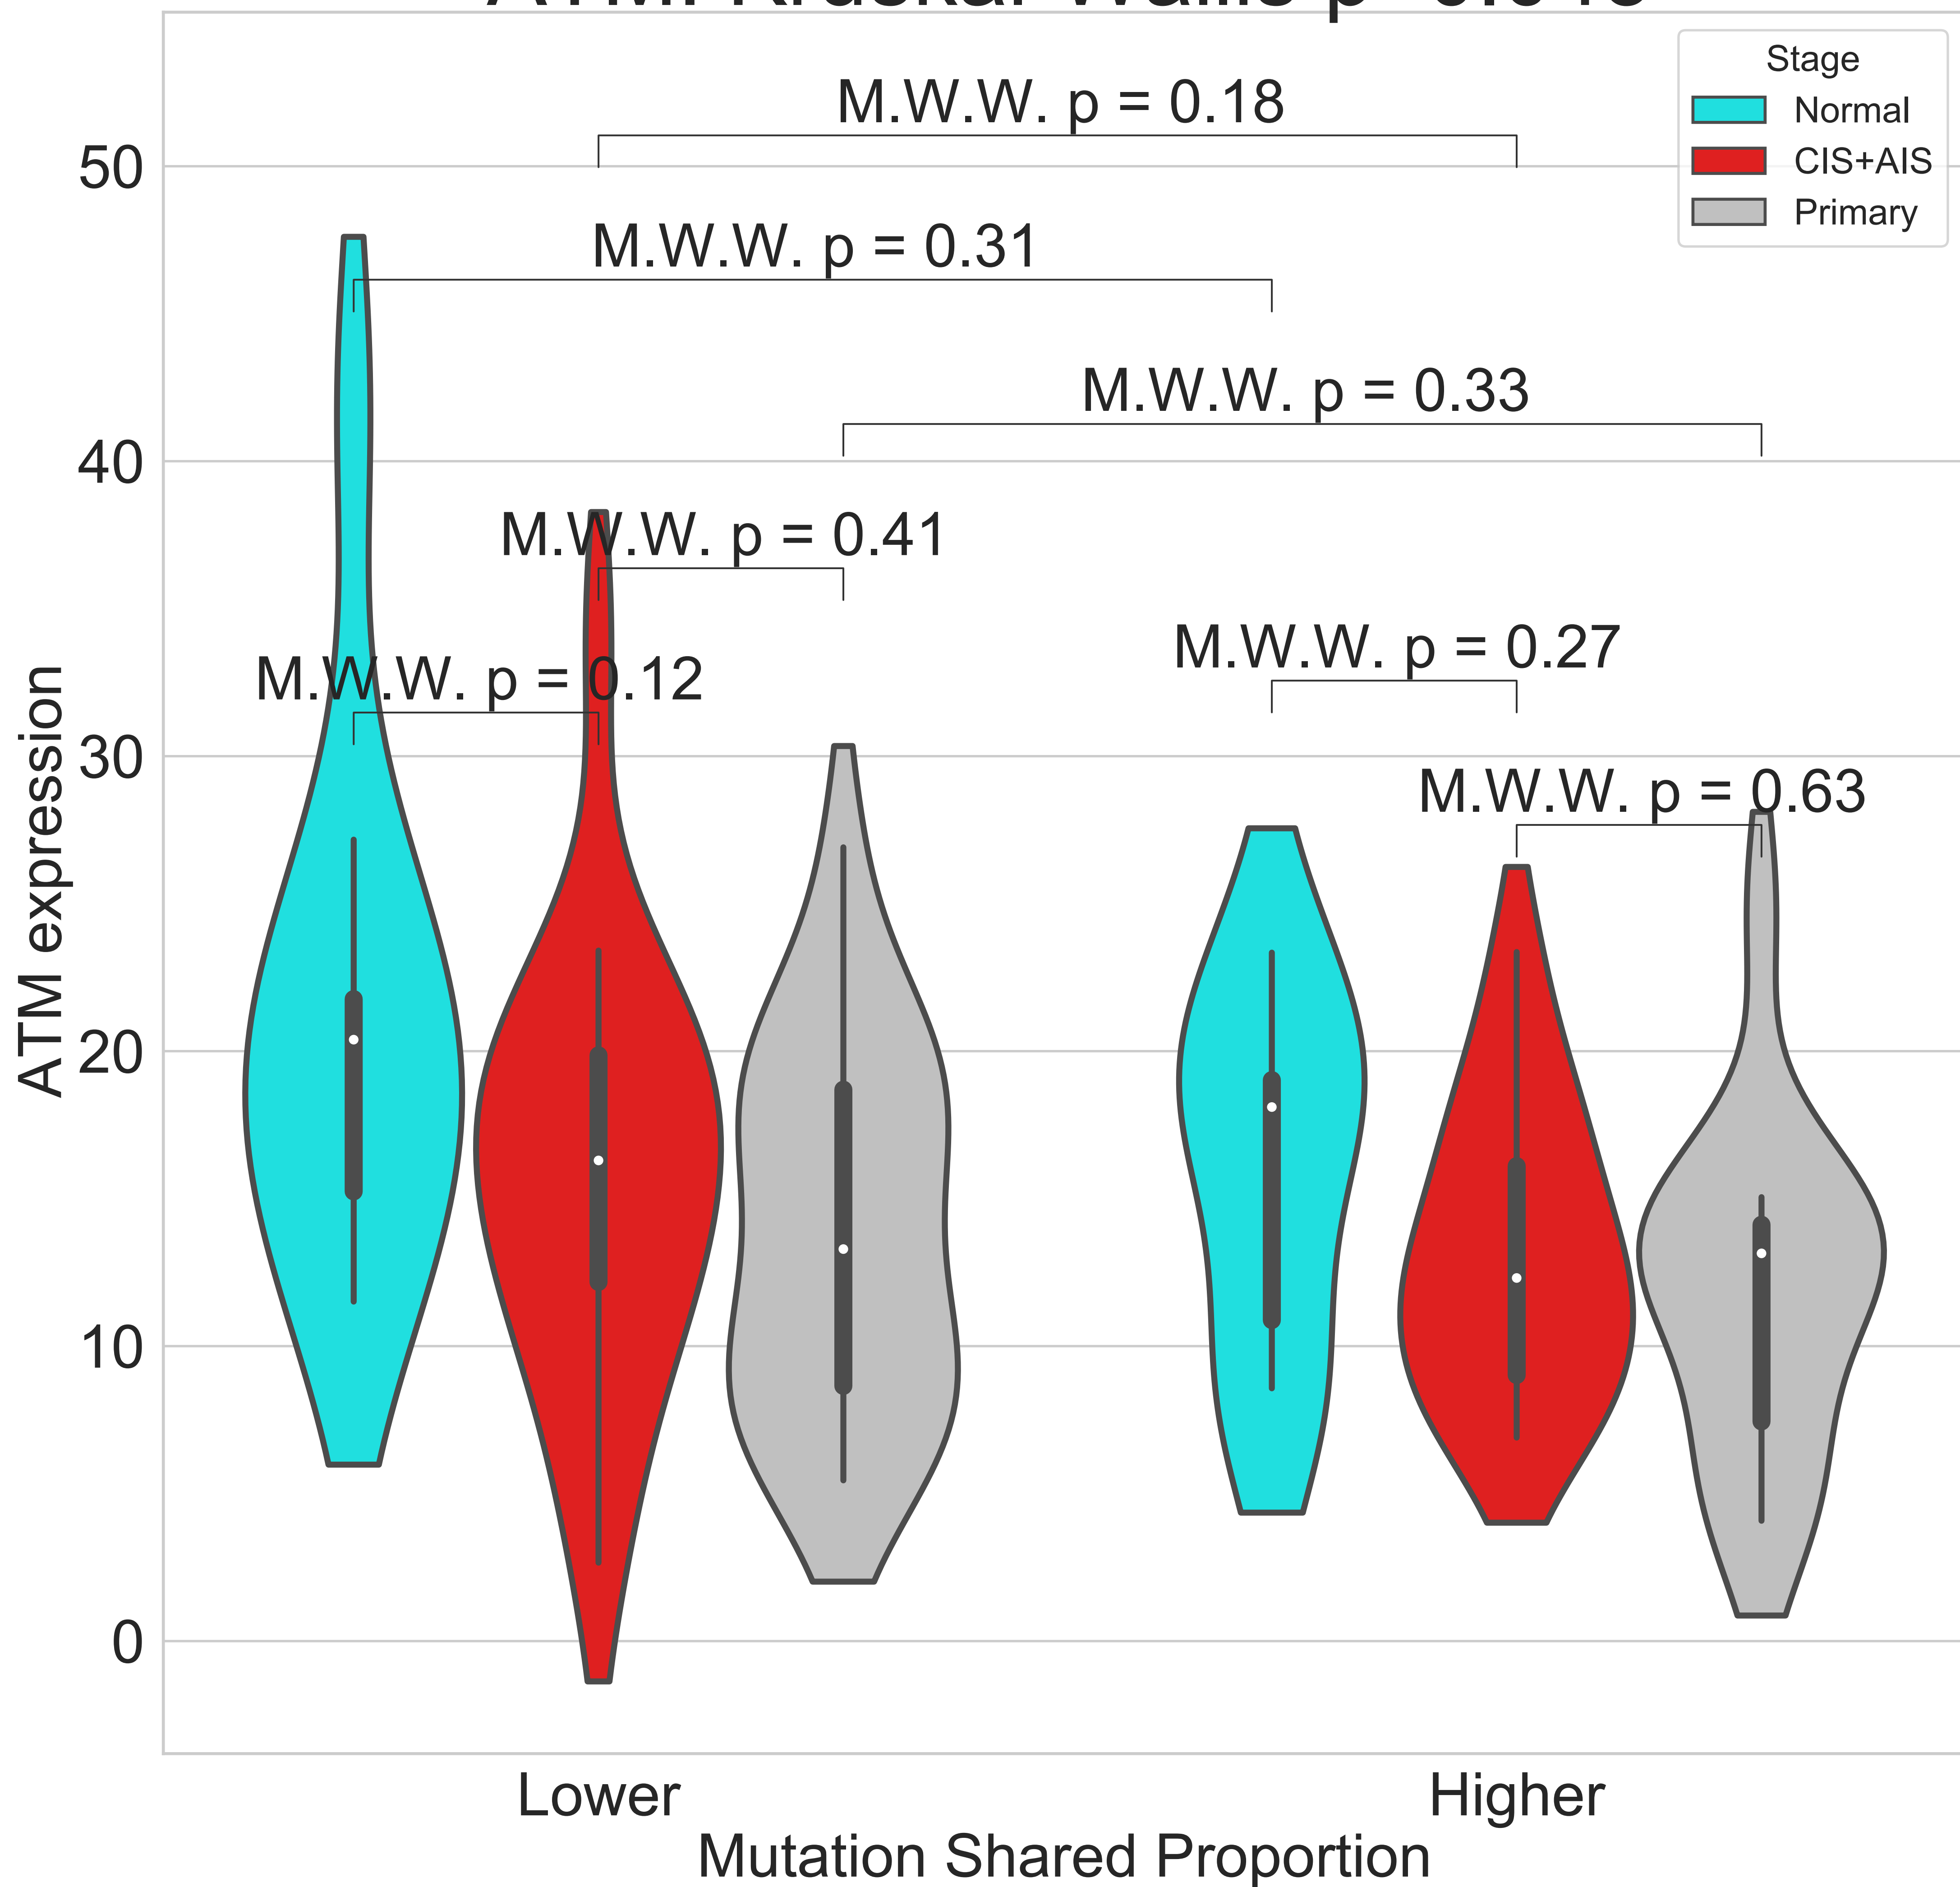 Stage
Normal
CIS+AIS
Primary
M.W.W. p = 0.18
M.W.W. p = 0.31
M.W.W. p = 0.33
M.W.W. p = 0.41
M.W.W. p = 0.12
M.W.W. p = 0.27
M.W.W. p = 0.63
50
40
30
20
10
0
ATM expression
Lower
Higher
Mutation Shared Proportion